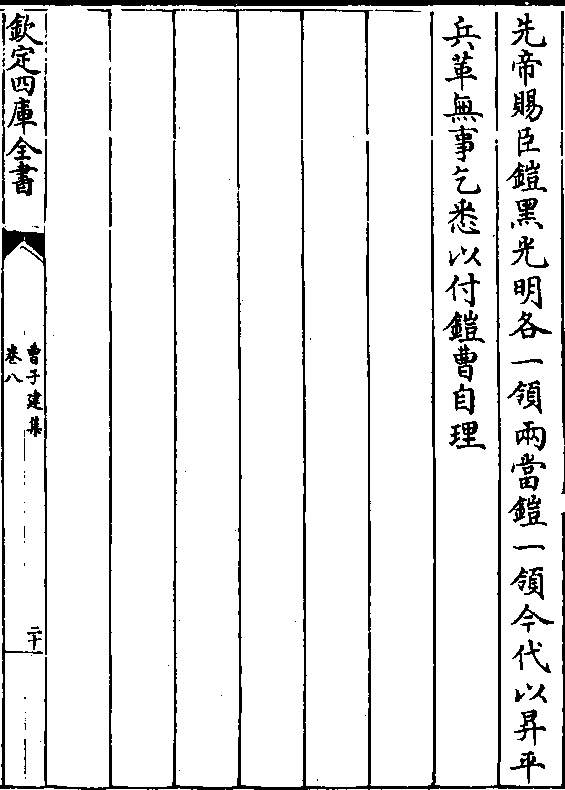 先帝賜臣鎧黑光明各一領兩當鎧一領今代以昇平
兵革無事乞悉以付鎧曹自理
欽定四庫全書
曹子建集
卷八
二十